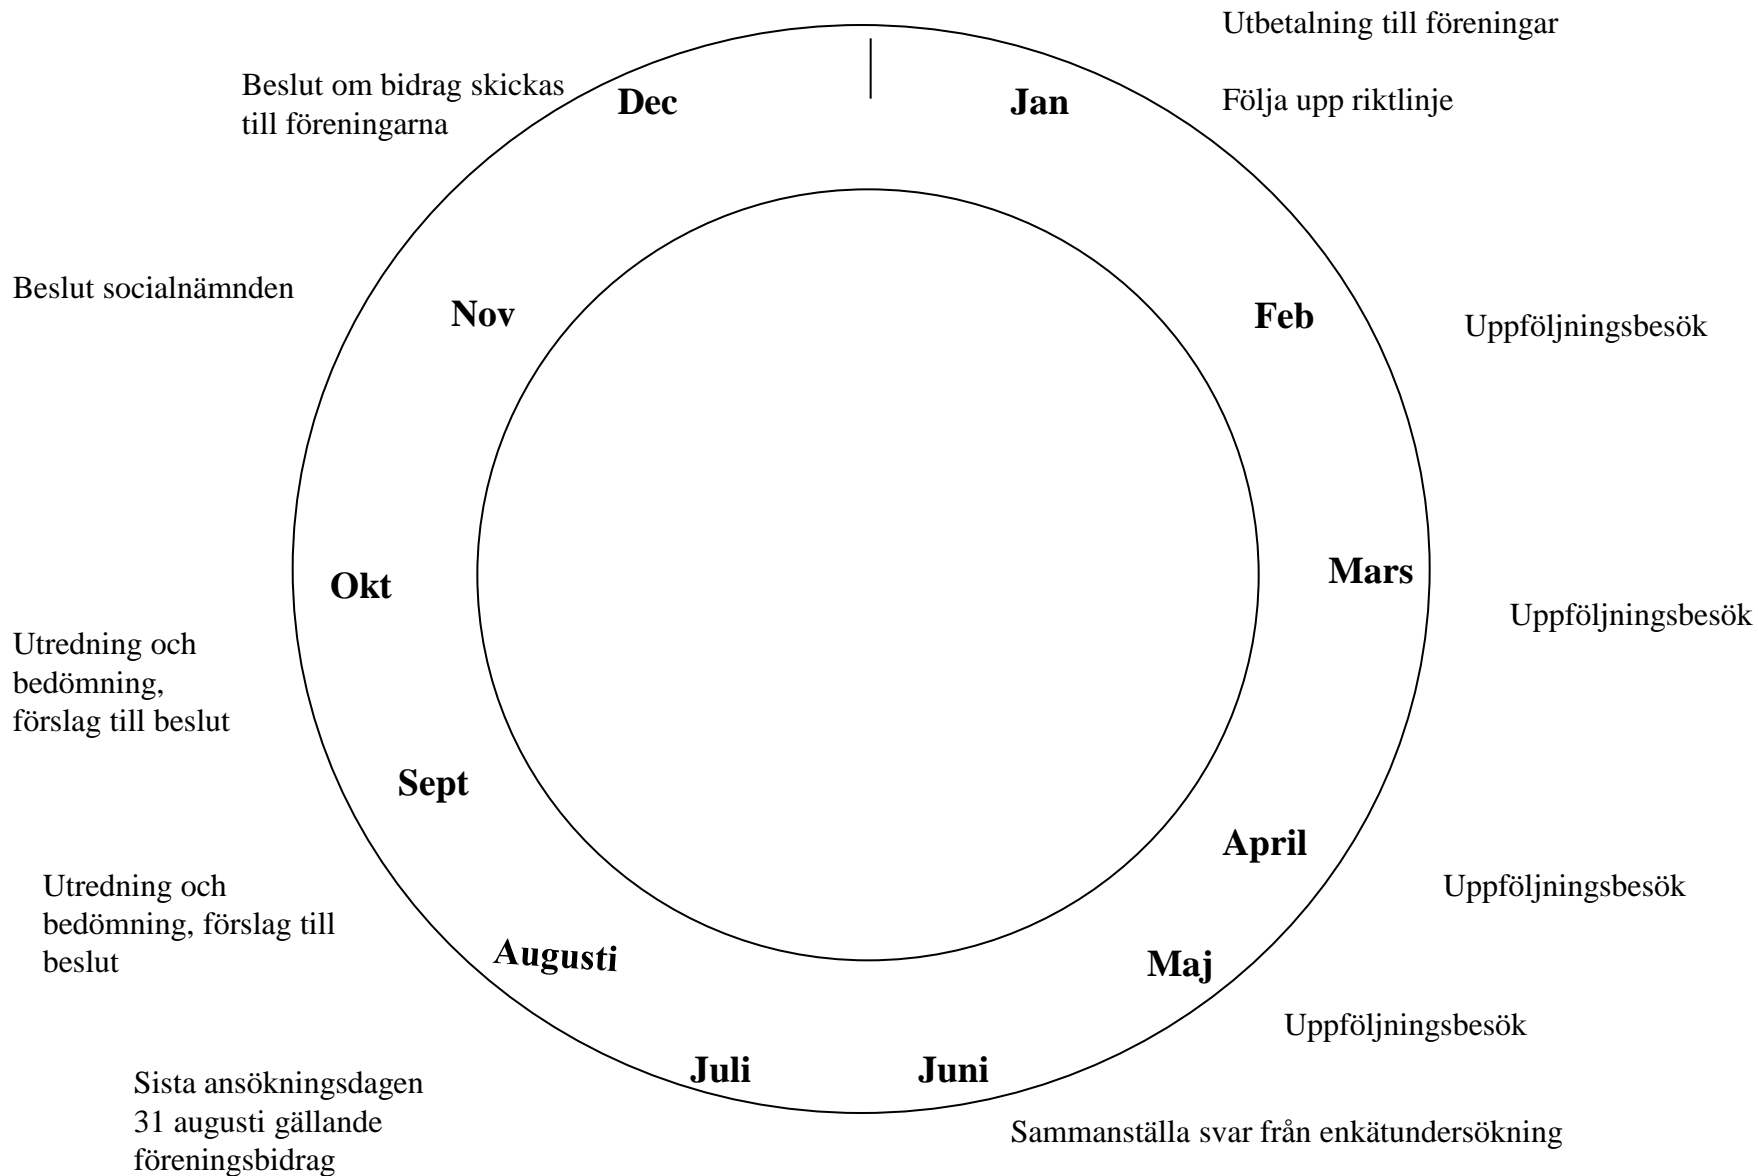 Utbetalning till föreningar
Följa upp riktlinje
Jan
Feb
Uppföljningsbesök
Mars
Uppföljningsbesök
April
Uppföljningsbesök
Maj
Uppföljningsbesök
Juni
Sammanställa svar från enkätundersökning
Juli
Augusti
Sista ansökningsdagen
31 augusti gällande
föreningsbidrag
Sept
Utredning och
bedömning, förslag till
beslut
Okt
Utredning och
bedömning,
förslag till beslut
Nov
Beslut socialnämnden
Dec
Beslut om bidrag skickas
till föreningarna